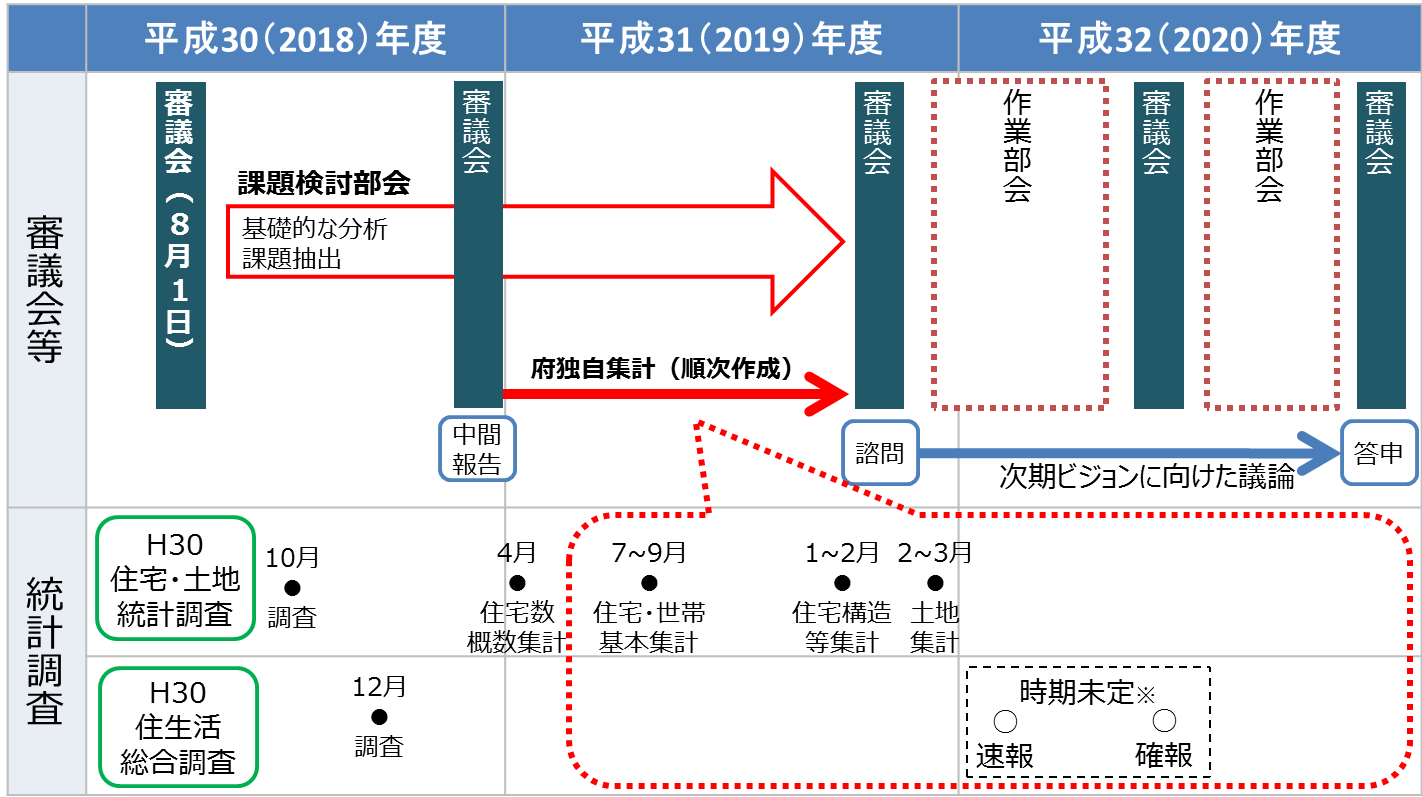 平成30（2018）年度
平成31（2019）年度
平成32（2020）年度
審議会等
審議会（８月１日）
課題検討部会
基礎的な分析
課題抽出
審議会
中間
報告
府独自集計（順次作成）
審議会
諮問
作業部会
審議会
作業部会
審議会
答申
次期ビジョンに向けた議論
統計調査
H30
住宅・土地
統計調査
10月
調査
4月
住宅数
概数集計
7~9月
住宅・世帯
基本集計
1~2月
住宅構造
等集計
2~3月
土地
集計
H30
住生活
総合調査
12月
調査
時期未定※
速報
確報